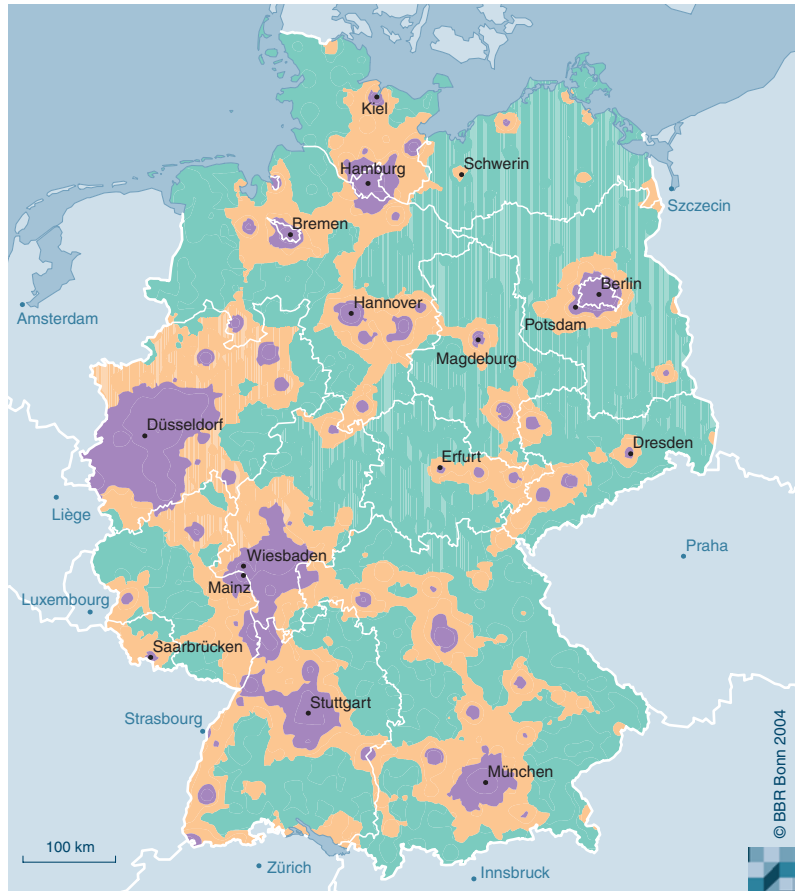 Kiel
Hamburg
Schwerin
Szczecin
Bremen
Berlin
Hannover
Amsterdam
Potsdam
Magdeburg
Düsseldorf
Dresden
Erfurt
Liège
Praha
Wiesbaden
Mainz
Luxembourg
Saarbrücken
Stuttgart
Strasbourg
München
© BBR Bonn 2004
100 km
Zürich
Innsbruck